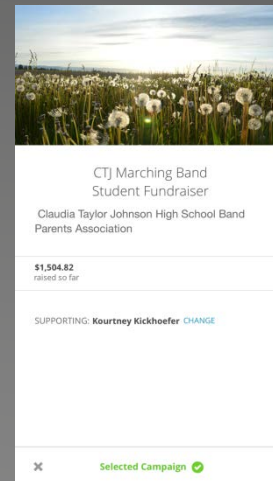 CTJ Marching Band
Student Fundraiser
Claudia Taylor Johnson High School Band
Parents Association
$1,504.82
raised so far
SUPPORTING: Kourtney Kickhoefer CHANGE
Selected Campaign